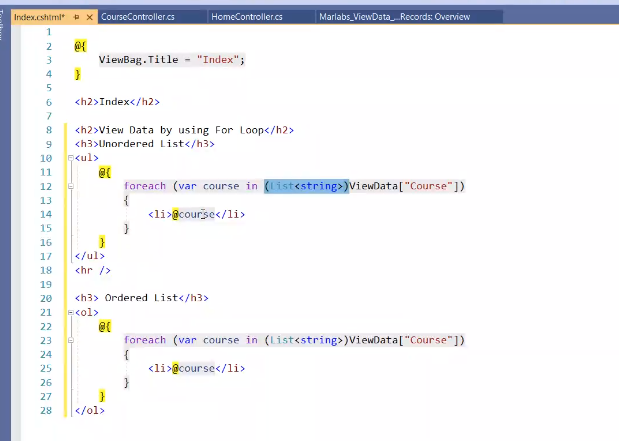 Index.cshtml* CourseController.cs HomeController.cs Marlabs_ViewData_...Records: Overview
1
2 @{
3 ViewBag.Title = "Index";
4 }
5
6 <h2>Index</h2>
7
8 <h2>View Data by using For Loop</h2>
9 <h3>Unordered List</h3>
10 <ul>
11 @{
12 foreach (var course in (List<string>)ViewData["Course"])
13 {
14 <li>@course</li>
15 }
16 }
17 </ul>
18 <hr />
19
20 <h3> Ordered List</h3>
21 <ol>
22 @{
23 foreach (var course in (List<string>)ViewData["Course"])
24 {
25 <li>@course</li>
26 }
27 }
28 </ol>